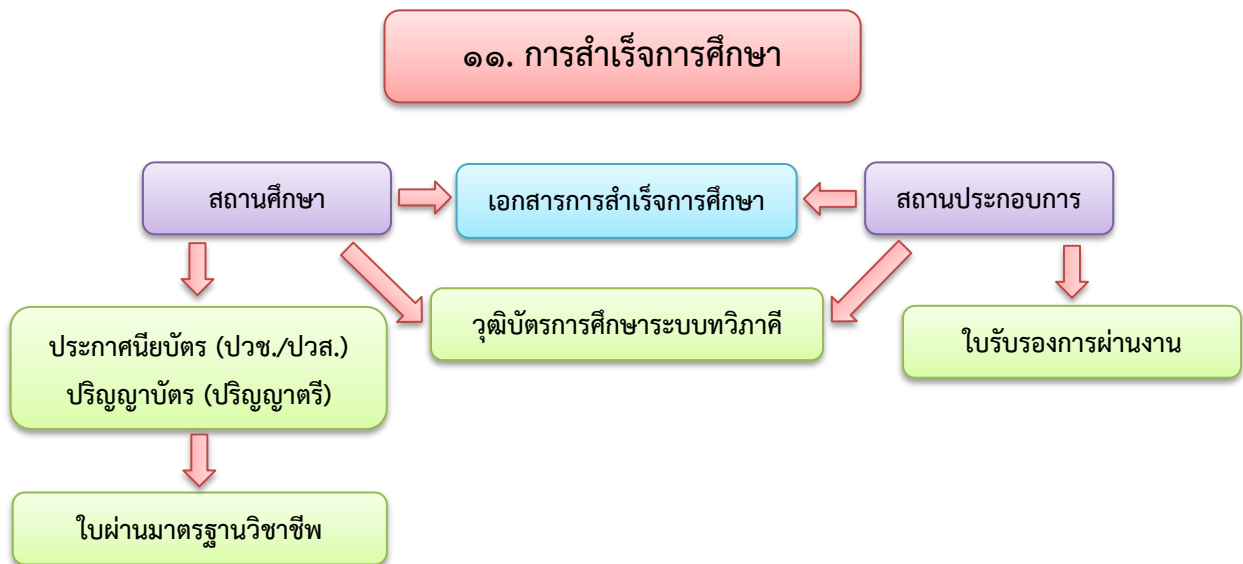 ๑๑. การสำเร็จการศึกษา
สถานศึกษา
เอกสารการสำเร็จการศึกษา
สถานประกอบการ
วุฒิบัตรการศึกษาระบบทวิภาคี
ประกาศนียบัตร (ปวช./ปวส.)
ปริญญาบัตร (ปริญญาตรี)
ใบรับรองการผ่านงาน
ใบผ่านมาตรฐานวิชาชีพ